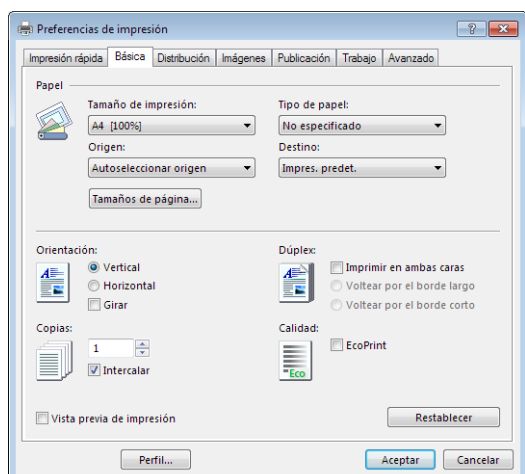 Preferencias de impresión
Impresión rápida Básica Distribución Imágenes Publicación Trabajo Avanzado
Papel
Tamaño de impresión: Tipo de papel:
A4 [100%] No especificado
Origen: Destino:
Autoseleccionar origen Impres. predet.
Tamaños de página...
Orientación: Dúplex:
Vertical Imprimir en ambas caras
Horizontal Voltear por el borde largo
Girar Voltear por el borde corto
Copias: Calidad:
1 EcoPrint
Intercalar
Eco
Vista previa de impresión Restablecer
Perfil... Aceptar Cancelar